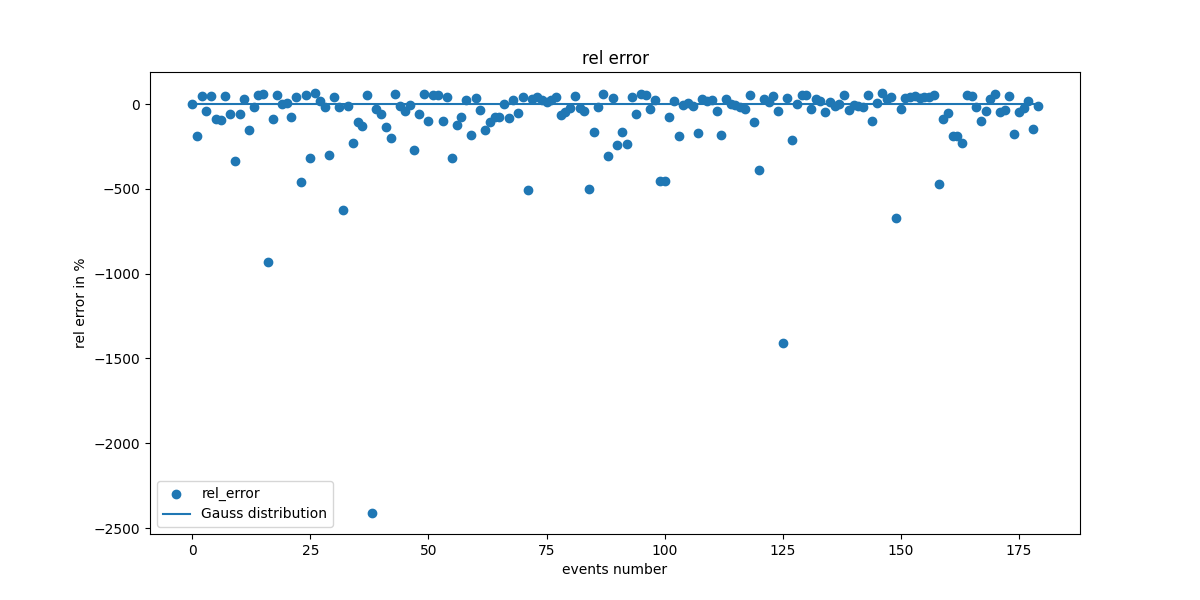 rel error
0
−500
−1000
−1500
−2000
−2500
rel error in %
rel_error
Gauss distribution
0
25
50
75
100
125
150
175
events number